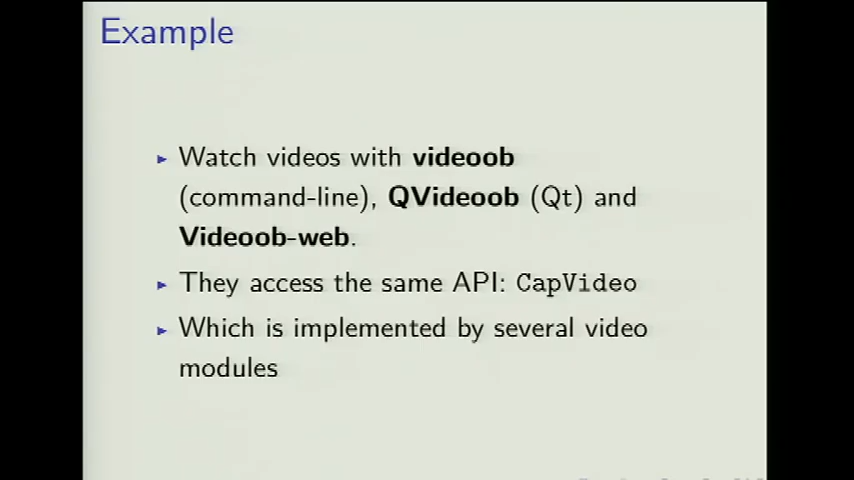 Example
▸ Watch videos with videoob
(command-line), QVideoob (Qt) and
Videoob-web.
▸ They access the same API: CapVideo
▸ Which is implemented by several video
modules